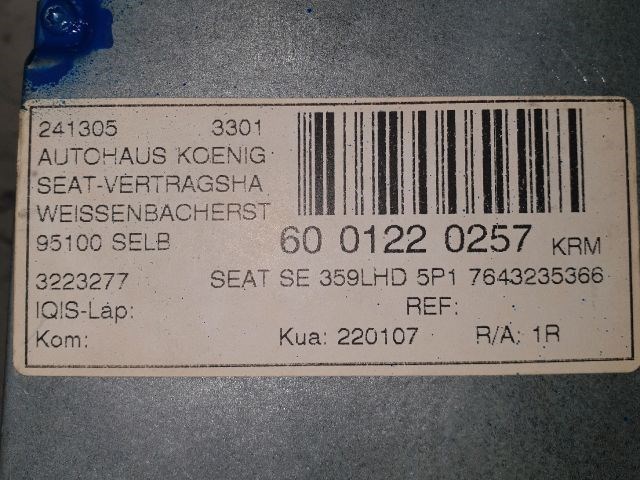 241305 3301
AUTOHAUS KOENIG
SEAT-VERTRAGSHA
WEISSENBACHERST
95100 SELB
60 0122 0257 KRM
3223277 SEAT SE 359LHD 5P1 7643235366
IQIS-Lap: REF:
Kom: Kua: 220107 R/A: 1R